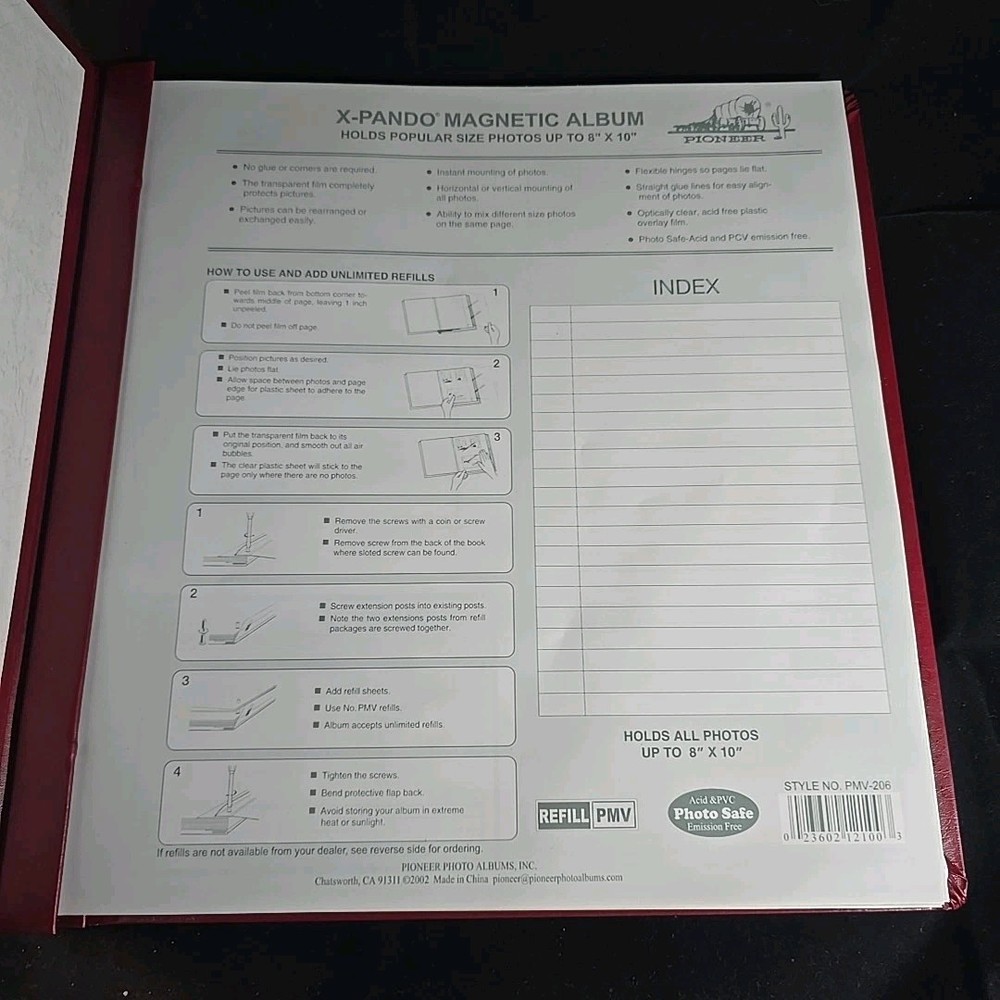 X-PANDO® MAGNETIC ALBUM
HOLDS POPULAR SIZE PHOTOS UP TO 8" X 10"
®
PIONEER
No glue or corners are required.
The transparent film completely
protects pictures.
Pictures can be rearranged or
exchanged easily.
Instant mounting of photos.
Horizontal or vertical mounting of
all photos.
Ability to mix different size photos
on the same page.
Flexible hinges so pages lie flat.
Straight glue lines for easy align-
ment of photos.
Optically clear, acid free plastic
overlay film.
Photo Safe-Acid and PCV emission free.
HOW TO USE AND ADD UNLIMITED REFILLS
Peel film back from bottom corner to-
wards middle of page, leaving 1 inch
unpeeled.
Do not peel film off page.
1
Position pictures as desired.
Lie photos flat.
Allow space between photos and page
edge for plastic sheet to adhere to the
page.
2
Put the transparent film back to its
original position, and smooth out all air
bubbles.
The clear plastic sheet will stick to the
page only where there are no photos.
3
1
Remove the screws with a coin or screw
driver.
Remove screw from the back of the book
where sloted screw can be found.
2
Screw extension posts into existing posts.
Note the two extensions posts from refill
packages are screwed together.
3
Add refill sheets.
Use No. PMV refills.
Album accepts unlimited refills.
4
Tighten the screws.
Bend protective flap back.
Avoid storing your album in extreme
heat or sunlight.
INDEX
HOLDS ALL PHOTOS
UP TO 8" X 10"
REFILL PMV
Acid & PVC
Photo Safe
Emission Free
STYLE NO. PMV-206
0 23602 12100 3
If refills are not available from your dealer, see reverse side for ordering.
PIONEER PHOTO ALBUMS, INC.
Chatsworth, CA 91311 ©2002 Made in China pioneer@pioneerphotoalbums.com